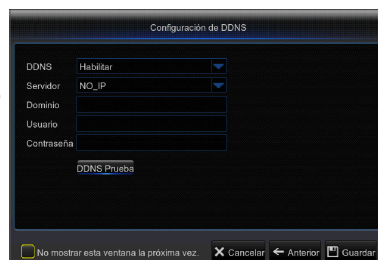 Configuración de DDNS
DDNS Habilitar
Servidor NO_IP
Dominio
Usuario
Contraseña
DDNS Prueba
No mostrar esta ventana la próxima vez. Cancelar Anterior Guardar